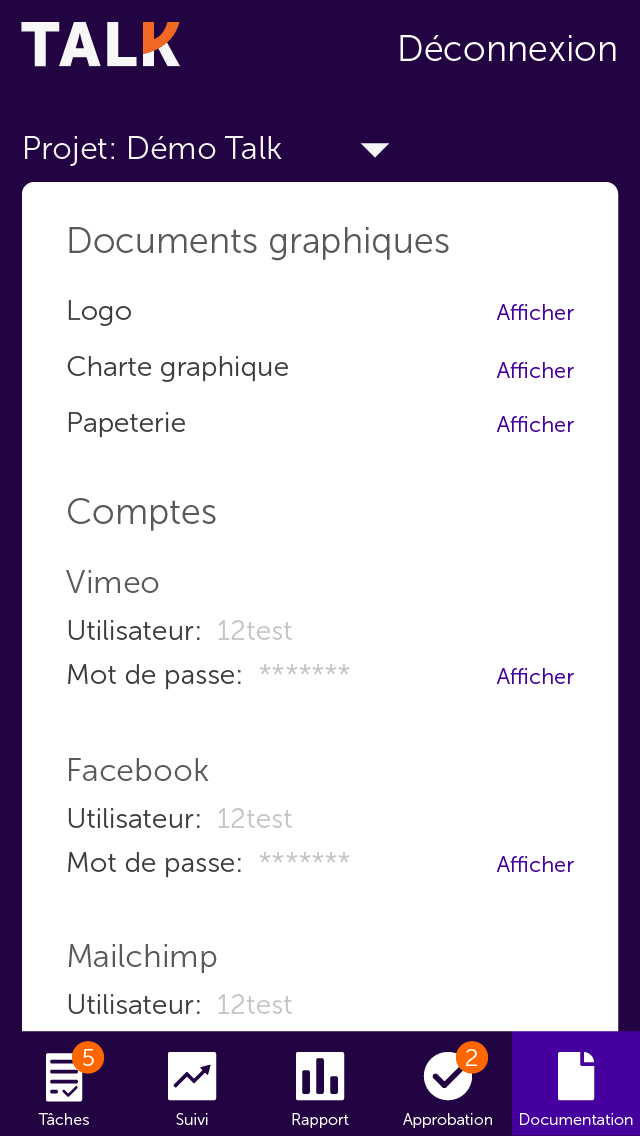 TALK
Déconnexion
Projet: Démo Talk
Documents graphiques
Logo Afficher
Charte graphique Afficher
Papeterie Afficher
Comptes
Vimeo
Utilisateur: 12test
Mot de passe: ******* Afficher
Facebook
Utilisateur: 12test
Mot de passe: ******* Afficher
Mailchimp
Utilisateur: 12test
5 2
Tâches Suivi Rapport Approbation Documentation